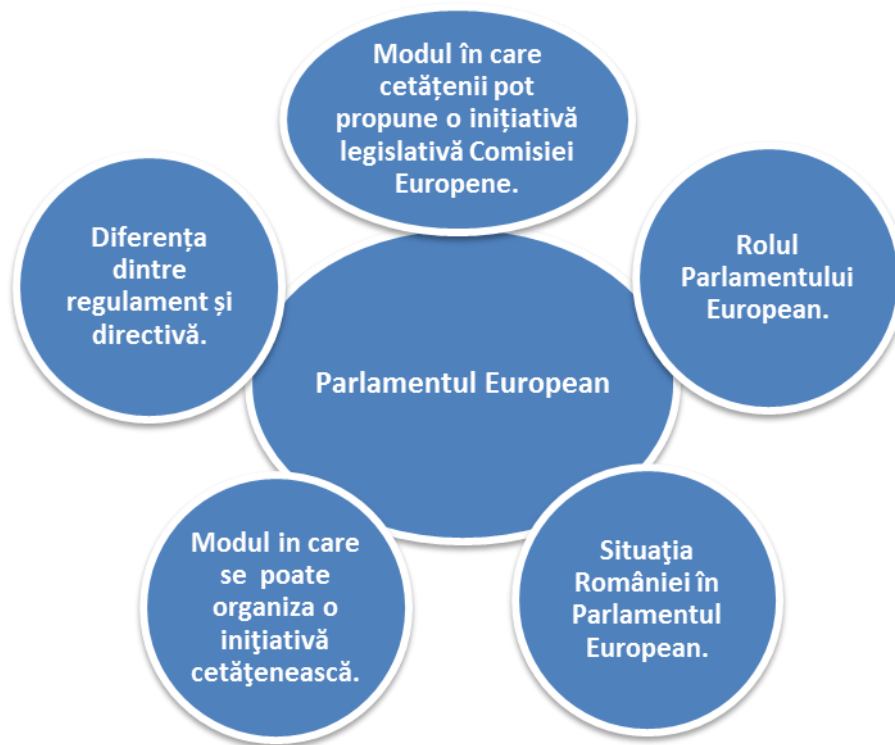 Modul în care
cetățenii pot
propune o inițiativă
legislativă Comisiei
Europene.
Diferența
dintre
regulament și
directivă.
Rolul
Parlamentului
European.
Parlamentul European
Modul in care
se poate
organiza o
iniţiativă
cetăţenească.
Situaţia
României în
Parlamentul
European.